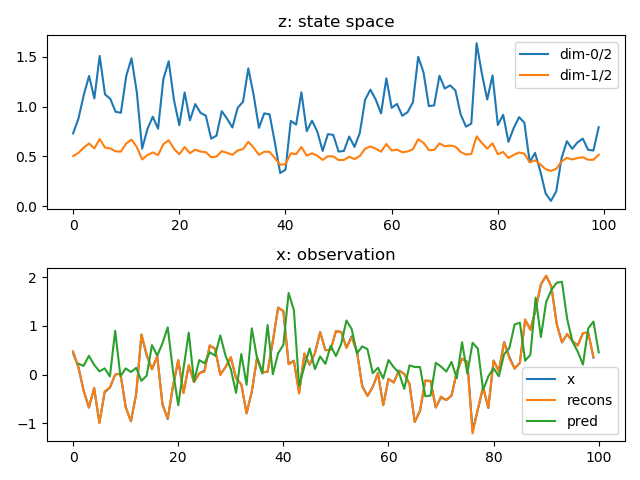 z: state space
1.5
1.0
0.5
0.0
dim-0/2
dim-1/2
0 20 40 60 80 100
x: observation
2
1
0
−1
x
recons
pred
0 20 40 60 80 100